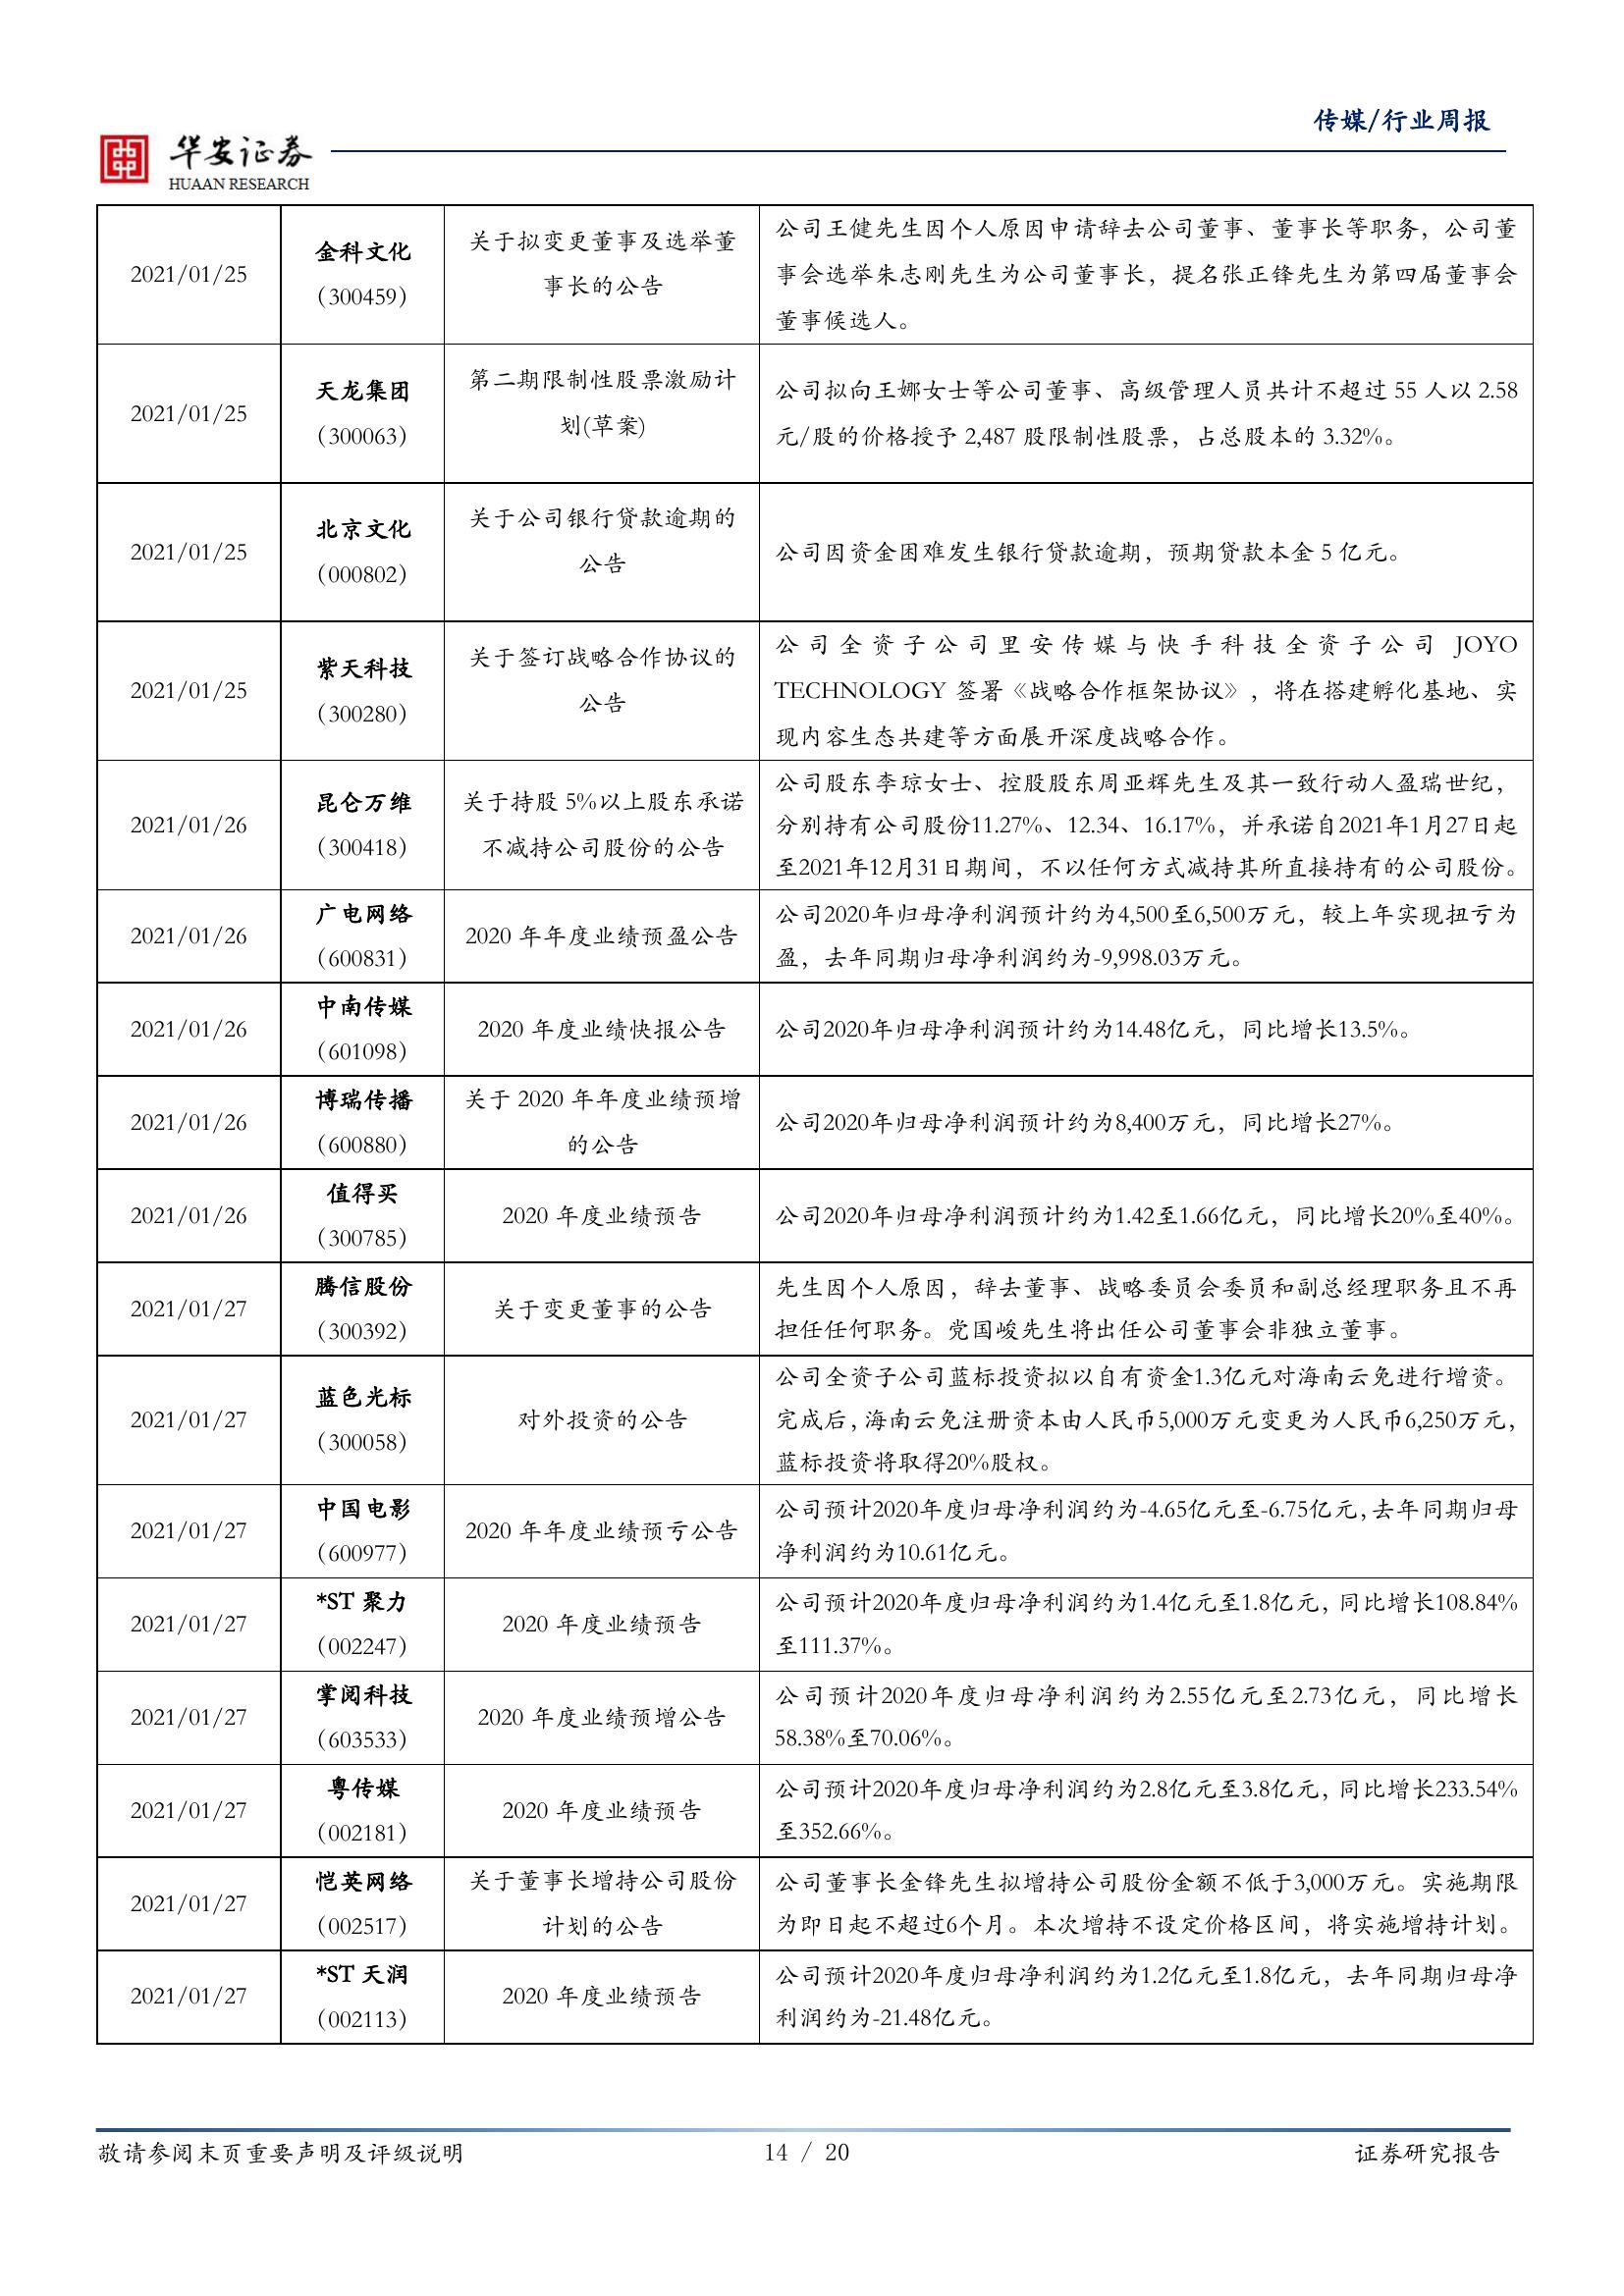 传媒/行业周报
华安证券
HUAAN RESEARCH
2021/01/25
金科文化
（300459）
关于拟变更董事及选举董
事长的公告
公司王健先生因个人原因申请辞去公司董事、董事长等职务，公司董
事会选举朱志刚先生为公司董事长，提名张正锋先生为第四届董事会
董事候选人。
2021/01/25
天龙集团
（300063）
第二期限制性股票激励计
划(草案)
公司拟向王娜女士等公司董事、高级管理人员共计不超过 55 人以 2.58
元/股的价格授予 2,487 股限制性股票，占总股本的 3.32%。
2021/01/25
北京文化
（000802）
关于公司银行贷款逾期的
公告
公司因资金困难发生银行贷款逾期，预期贷款本金 5 亿元。
2021/01/25
紫天科技
（300280）
关于签订战略合作协议的
公告
公司全资子公司里安传媒与快手科技全资子公司 JOYO
TECHNOLOGY 签署《战略合作框架协议》，将在搭建孵化基地、实
现内容生态共建等方面展开深度战略合作。
2021/01/26
昆仑万维
（300418）
关于持股 5%以上股东承诺
不减持公司股份的公告
公司股东李琼女士、控股股东周亚辉先生及其一致行动人盈瑞世纪，
分别持有公司股份11.27%、12.34、16.17%，并承诺自2021年1月27日起
至2021年12月31日期间，不以任何方式减持其所直接持有的公司股份。
2021/01/26
广电网络
（600831）
2020 年年度业绩预盈公告
公司2020年归母净利润预计约为4,500至6,500万元，较上年实现扭亏为
盈，去年同期归母净利润约为-9,998.03万元。
2021/01/26
中南传媒
（601098）
2020 年度业绩快报公告
公司2020年归母净利润预计约为14.48亿元，同比增长13.5%。
2021/01/26
博瑞传播
（600880）
关于 2020 年年度业绩预增
的公告
公司2020年归母净利润预计约为8,400万元，同比增长27%。
2021/01/26
值得买
（300785）
2020 年度业绩预告
公司2020年归母净利润预计约为1.42至1.66亿元，同比增长20%至40%。
2021/01/27
腾信股份
（300392）
关于变更董事的公告
先生因个人原因，辞去董事、战略委员会委员和副总经理职务且不再
担任任何职务。党国峻先生将出任公司董事会非独立董事。
2021/01/27
蓝色光标
（300058）
对外投资的公告
公司全资子公司蓝标投资拟以自有资金1.3亿元对海南云免进行增资。
完成后，海南云免注册资本由人民币5,000万元变更为人民币6,250万元，
蓝标投资将取得20%股权。
2021/01/27
中国电影
（600977）
2020 年年度业绩预亏公告
公司预计2020年度归母净利润约为-4.65亿元至-6.75亿元，去年同期归母
净利润约为10.61亿元。
2021/01/27
*ST 聚力
（002247）
2020 年度业绩预告
公司预计2020年度归母净利润约为1.4亿元至1.8亿元，同比增长108.84%
至111.37%。
2021/01/27
掌阅科技
（603533）
2020 年度业绩预增公告
公司预计2020年度归母净利润约为2.55亿元至2.73亿元，同比增长
58.38%至70.06%。
2021/01/27
粤传媒
（002181）
2020 年度业绩预告
公司预计2020年度归母净利润约为2.8亿元至3.8亿元，同比增长233.54%
至352.66%。
2021/01/27
恺英网络
（002517）
关于董事长增持公司股份
计划的公告
公司董事长金锋先生拟增持公司股份金额不低于3,000万元。实施期限
为即日起不超过6个月。本次增持不设定价格区间，将实施增持计划。
2021/01/27
*ST 天润
（002113）
2020 年度业绩预告
公司预计2020年度归母净利润约为1.2亿元至1.8亿元，去年同期归母净
利润约为-21.48亿元。
敬请参阅末页重要声明及评级说明
14 / 20
证券研究报告